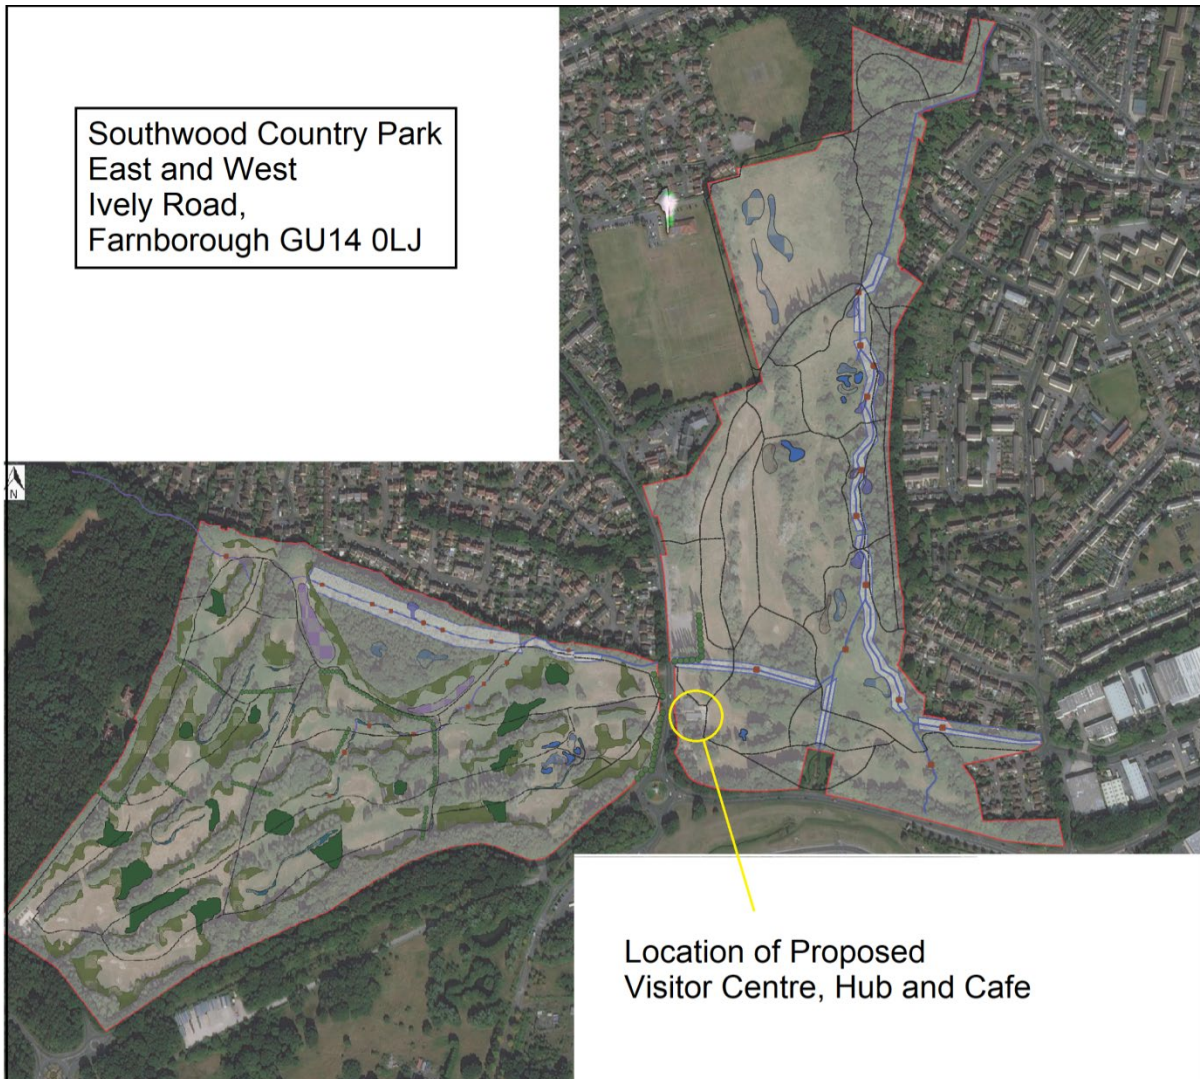 Southwood Country Park
East and West
Ively Road,
Farnborough GU14 0LJ
N
Location of Proposed
Visitor Centre, Hub and Cafe